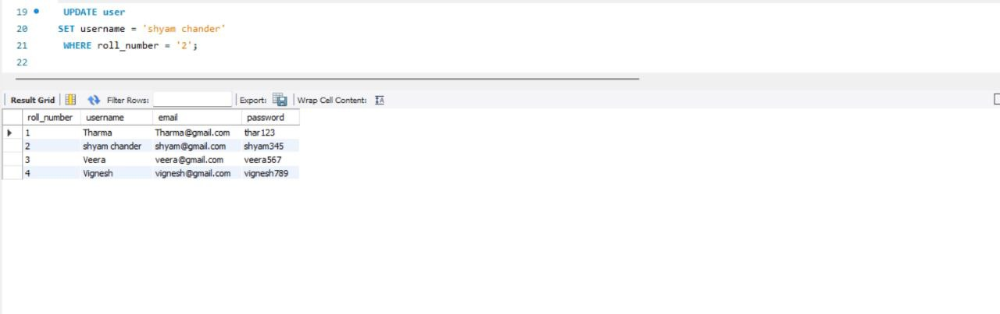 19 UPDATE user
20 SET username = 'shyam chander'
21 WHERE roll_number = '2';
22
Result Grid Filter Rows: Export: Wrap Cell Content:
roll_number username email password
1 Tharma Tharma@gmail.com thar123
2 shyam chander shyam@gmail.com shyam345
3 Veera veera@gmail.com veera567
4 Vignesh vignesh@gmail.com vignesh789